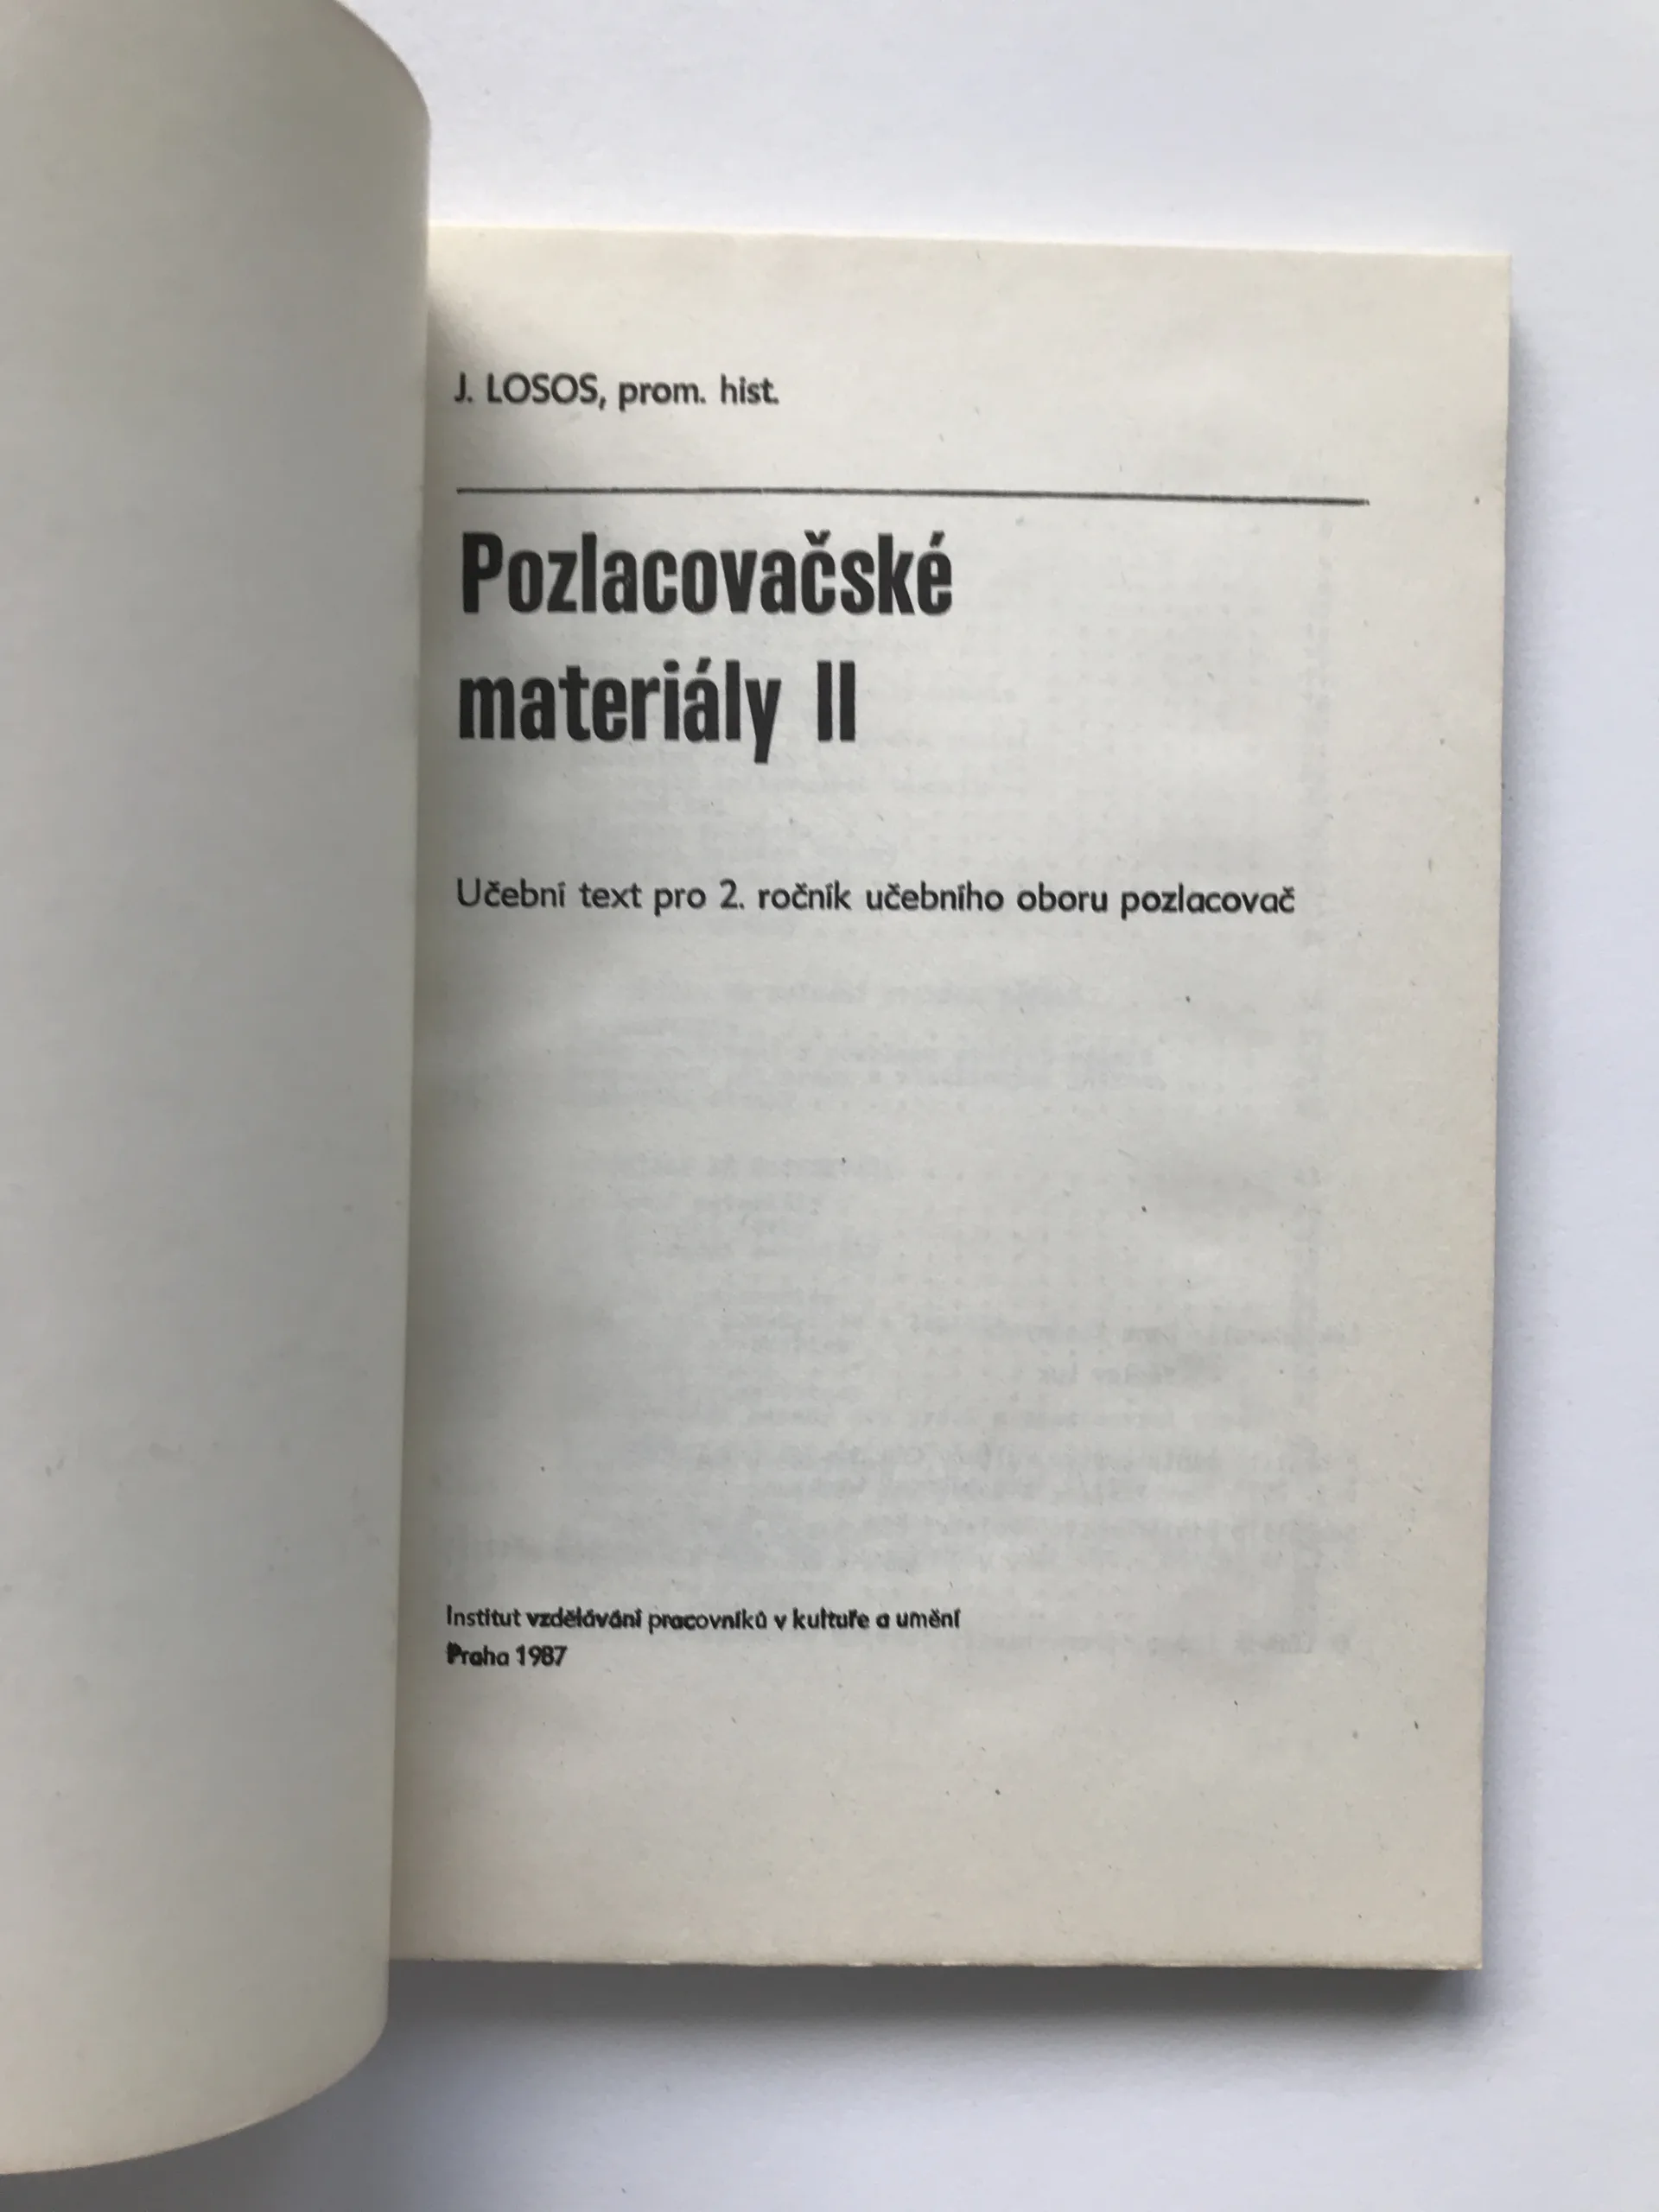 J. LOSOS, prom. hist.
Pozlacovačské
materiály II
Učební text pro 2. ročník učebního oboru pozlacovač
Institut vzdělávání pracovníků v kultuře a umění
Praha 1987